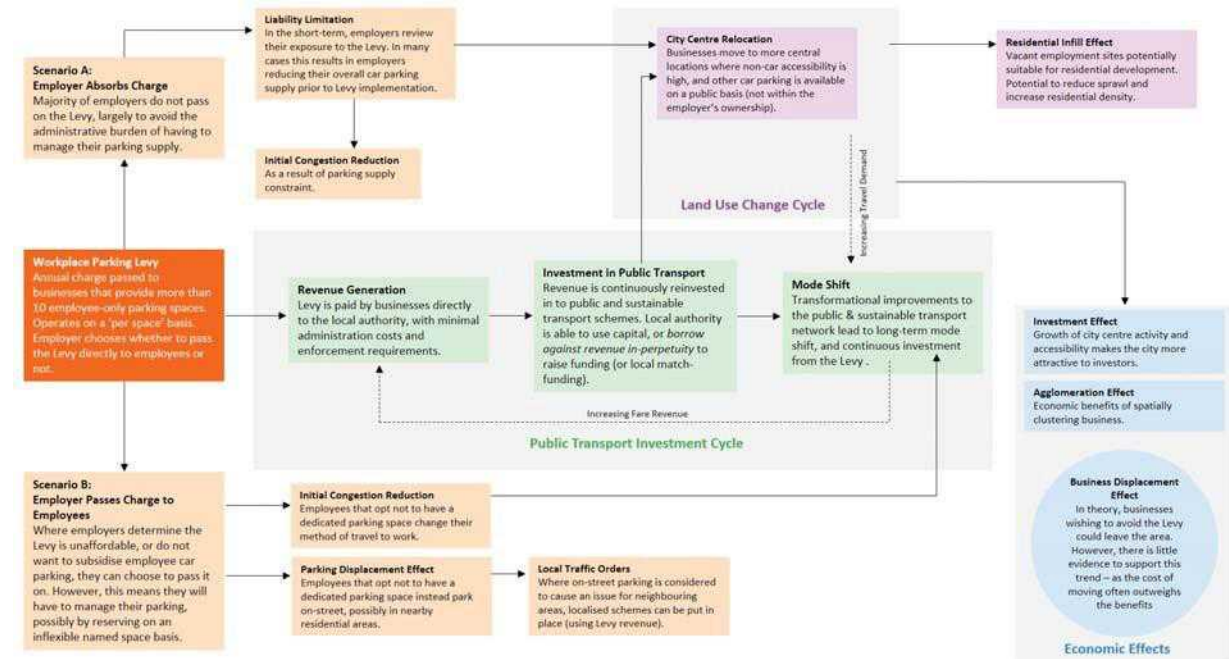 Liability Limitation
In the short-term, employers review
their exposure to the Levy. In many
cases this results in employers
reducing their overall car parking
supply prior to Levy implementation.
City Centre Relocation
Businesses move to more central
locations where non-car accessibility is
high, and other car parking is available
on a public basis (not within the
employer's ownership).
Residential Infill Effect
Vacant employment sites potentially
suitable for residential development.
Potential to reduce sprawl and
increase residential density.
Scenario A:
Employer Absorbs Charge
Majority of employers do not pass
on the Levy, largely to avoid the
administrative burden of having to
manage their parking supply.
Initial Congestion Reduction
As a result of parking supply
constraint.
Increasing Travel Demand
Land Use Change Cycle
Workplace Parking Levy
Annual charge passed to
businesses that provide more than
10 employee-only parking spaces.
Operates on a 'per space' basis.
Employer chooses whether to pass
the Levy directly to employees or
not.
Revenue Generation
Levy is paid by businesses directly
to the local authority, with minimal
administration costs and
enforcement requirements.
Investment in Public Transport
Revenue is continuously reinvested
in to public and sustainable
transport schemes. Local authority
is able to use capital, or borrow
against revenue in-perpetuity to
raise funding (or local match-
funding).
Mode Shift
Transformational improvements to
the public & sustainable transport
network lead to long-term mode
shift, and continuous investment
from the Levy .
Increasing Fare Revenue
Public Transport Investment Cycle
Investment Effect
Growth of city centre activity and
accessibility makes the city more
attractive to investors.
Agglomeration Effect
Economic benefits of spatially
clustering business.
Business Displacement
Effect
In theory, businesses
wishing to avoid the Levy
could leave the area.
However, there is little
evidence to support this
trend – as the cost of
moving often outweighs
the benefits
Economic Effects
Scenario B:
Employer Passes Charge to
Employees
Where employers determine the
Levy is unaffordable, or do not
want to subsidise employee car
parking, they can choose to pass it
on. However, this means they will
have to manage their parking,
possibly by reserving on an
inflexible named space basis.
Initial Congestion Reduction
Employees that opt not to have a
dedicated parking space change their
method of travel to work.
Parking Displacement Effect
Employees that opt not to have a
dedicated parking space instead park
on-street, possibly in nearby
residential areas.
Local Traffic Orders
Where on-street parking is considered
to cause an issue for neighbouring
areas, localised schemes can be put in
place (using Levy revenue).